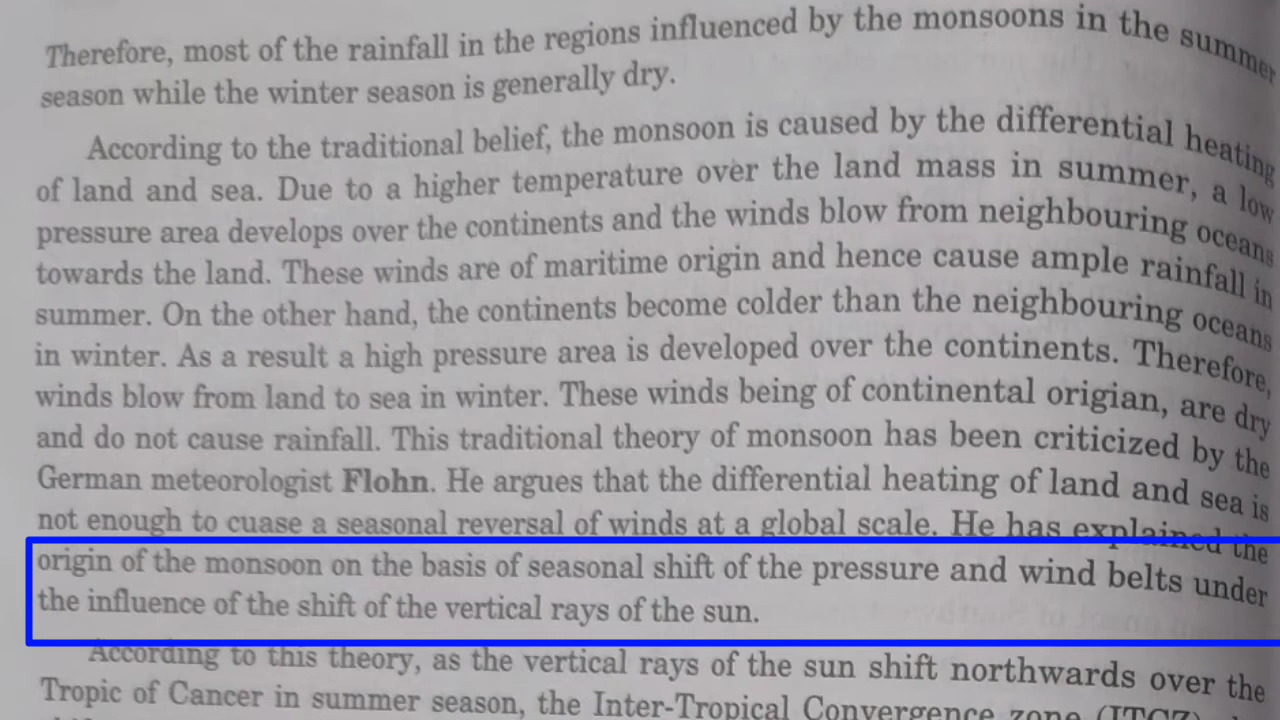 Therefore, most of the rainfall in the regions influenced by the monsoons in the summer
season while the winter season is generally dry.
According to the traditional belief, the monsoon is caused by the differential heating
of land and sea. Due to a higher temperature over the land mass in summer, a low
pressure area develops over the continents and the winds blow from neighbouring oceans
towards the land. These winds are of maritime origin and hence cause ample rainfall in
summer. On the other hand, the continents become colder than the neighbouring oceans
in winter. As a result a high pressure area is developed over the continents. Therefore,
winds blow from land to sea in winter. These winds being of continental origian, are dry
and do not cause rainfall. This traditional theory of monsoon has been criticized by the
German meteorologist Flohn. He argues that the differential heating of land and sea is
not enough to cuase a seasonal reversal of winds at a global scale. He has explained the
origin of the monsoon on the basis of seasonal shift of the pressure and wind belts under
the influence of the shift of the vertical rays of the sun.
According to this theory, as the vertical rays of the sun shift northwards over the
Tropic of Cancer in summer season, the Inter-Tropical Convergence zone (ITCZ)